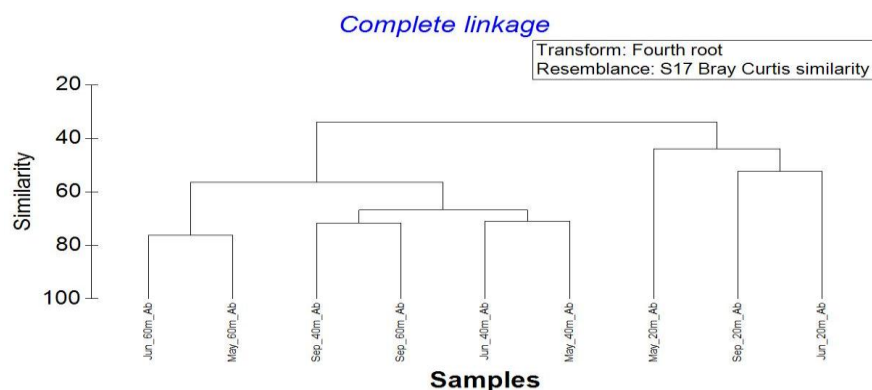 Complete linkage
Transform: Fourth root
Resemblance: S17 Bray Curtis similarity
20
40
60
80
100
Similarity
Jun_60m_Ab
May_60m_Ab
Sep_40m_Ab
Sep_60m_Ab
Jun_40m_Ab
May_40m_Ab
May_20m_Ab
Sep_20m_Ab
Jun_20m_Ab
Samples